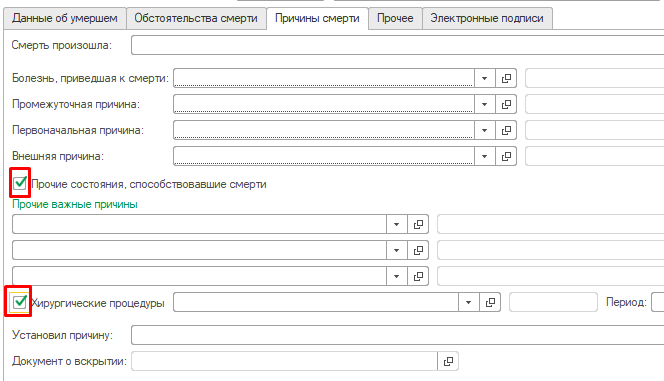 Данные об умершем Обстоятельства смерти Причины смерти Прочее Электронные подписи
Смерть произошла:
Болезнь, приведшая к смерти:
Промежуточная причина:
Первоначальная причина:
Внешняя причина:
Прочие состояния, способствовавшие смерти
Прочие важные причины
Хирургические процедуры Период:
Установил причину:
Документ о вскрытии: